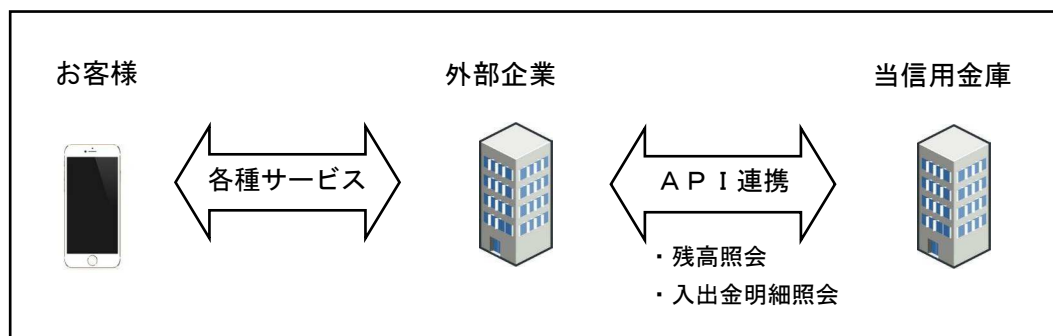 お客様
外部企業
当信用金庫
各種サービス
ＡＰＩ連携
・残高照会
・入出金明細照会